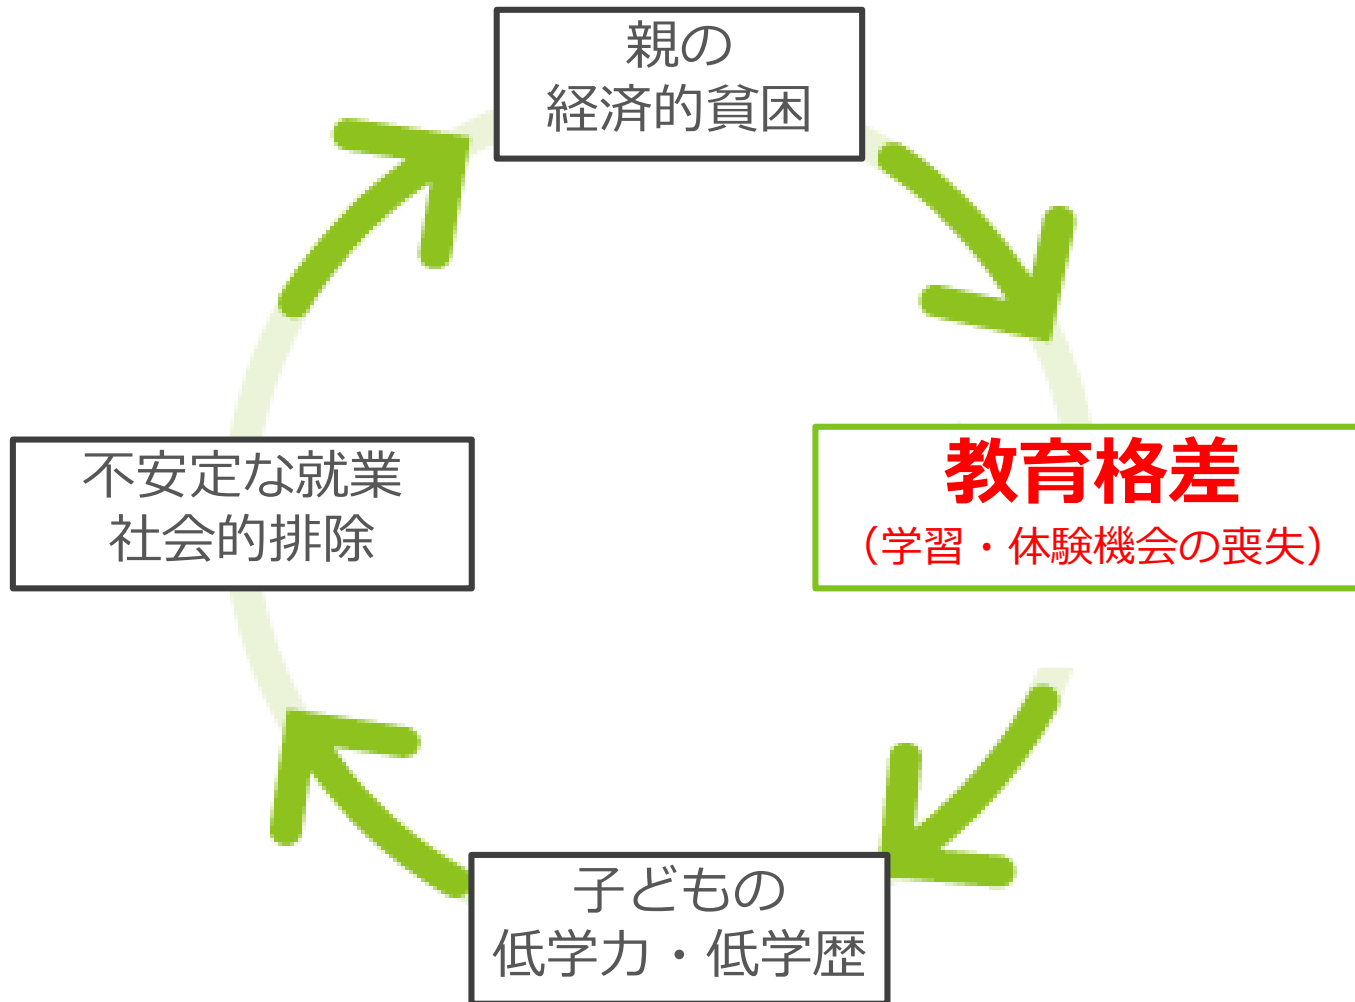 親の
経済的貧困
教育格差
（学習・体験機会の喪失）
不安定な就業
社会的排除
子どもの
低学力・低学歴